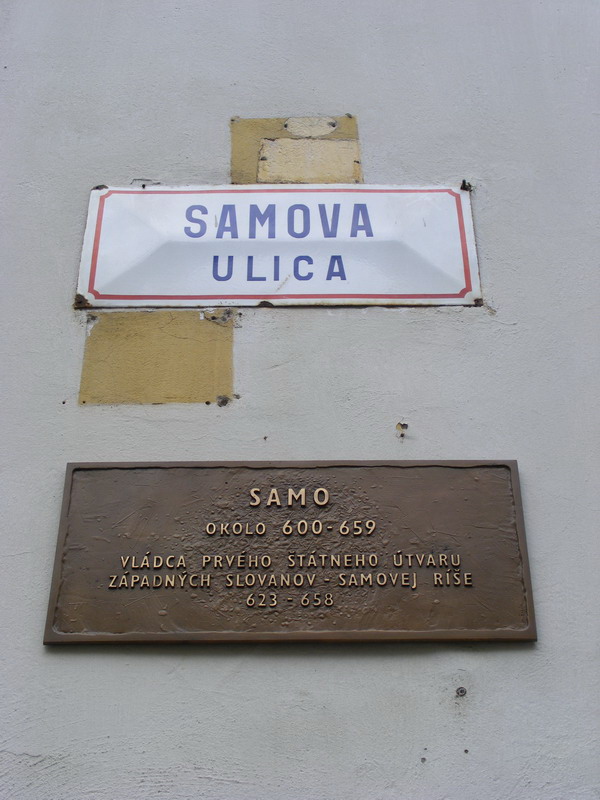 SAMOVA
ULICA
SAMO
OKOLO 600-659
VLÁDCA PRVÉHO ŠTÁTNEHO ÚTVARU
ZÁPADNÝCH SLOVANOV - SAMOVEJ RÍŠE
623 - 658